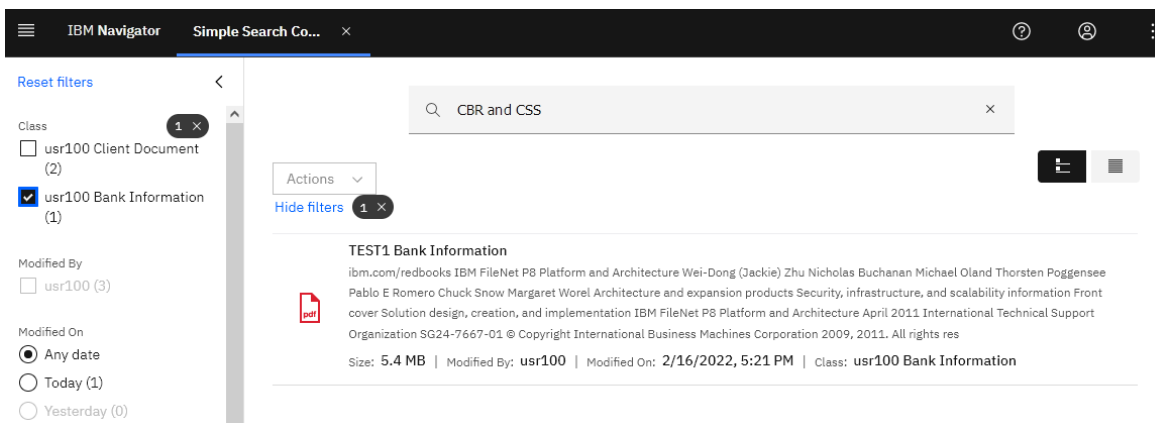 IBM Navigator Simple Search Co... ×
Reset filters
CBR and CSS ×
Class 1 ×
usr100 Client Document
(2)
usr100 Bank Information
(1)
Modified By
usr100 (3)
Modified On
Any date
Today (1)
Yesterday (0)
Actions
Hide filters 1 ×
TEST1 Bank Information
ibm.com/redbooks IBM FileNet P8 Platform and Architecture Wei-Dong (Jackie) Zhu Nicholas Buchanan Michael Oland Thorsten Poggensee
Pablo E Romero Chuck Snow Margaret Worel Architecture and expansion products Security, infrastructure, and scalability information Front
cover Solution design, creation, and implementation IBM FileNet P8 Platform and Architecture April 2011 International Technical Support
Organization SG24-7667-01 © Copyright International Business Machines Corporation 2009, 2011. All rights res
pdf
Size: 5.4 MB | Modified By: usr100 | Modified On: 2/16/2022, 5:21 PM | Class: usr100 Bank Information